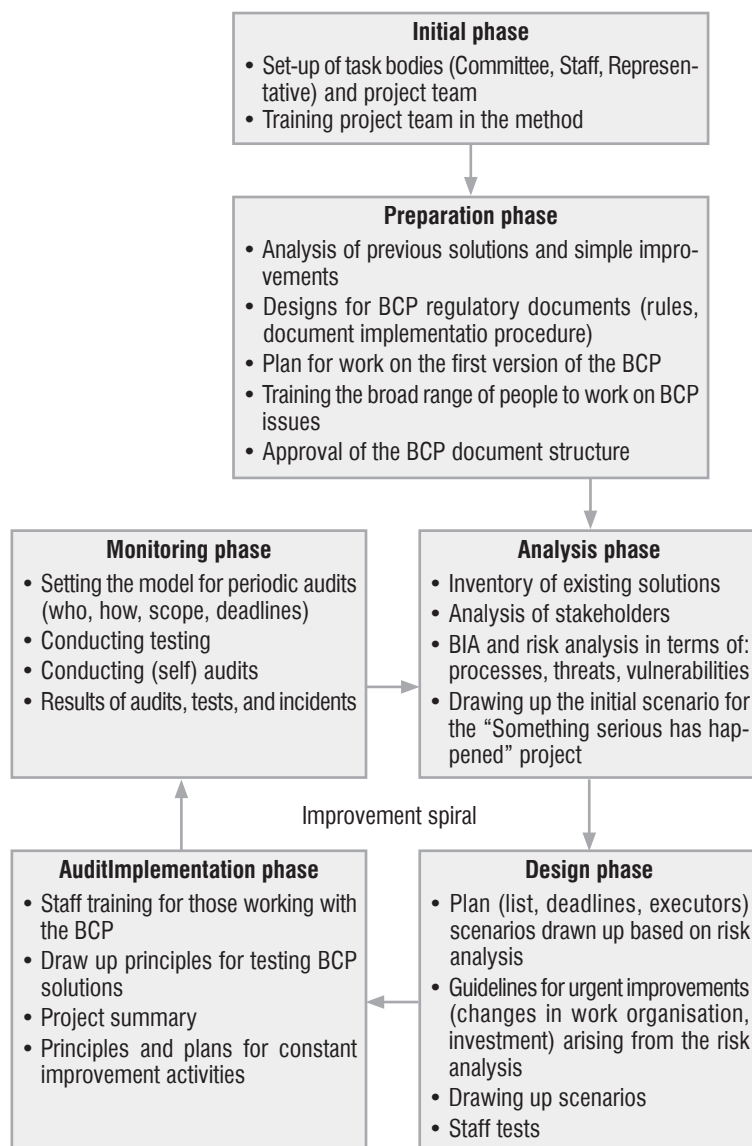 Initial phase
• Set-up of task bodies (Committee, Staff, Represen-
tative) and project team
• Training project team in the method
Preparation phase
• Analysis of previous solutions and simple impro-
vements
• Designs for BCP regulatory documents (rules,
document implementatio procedure)
• Plan for work on the first version of the BCP
• Training the broad range of people to work on BCP
issues
• Approval of the BCP document structure
Monitoring phase
• Setting the model for periodic audits
(who, how, scope, deadlines)
• Conducting testing
• Conducting (self) audits
• Results of audits, tests, and incidents
Analysis phase
• Inventory of existing solutions
• Analysis of stakeholders
• BIA and risk analysis in terms of:
processes, threats, vulnerabilities
• Drawing up the initial scenario for
the “Something serious has hap-
pened” project
Improvement spiral
AuditImplementation phase
• Staff training for those working with
the BCP
• Draw up principles for testing BCP
solutions
• Project summary
• Principles and plans for constant
improvement activities
Design phase
• Plan (list, deadlines, executors)
scenarios drawn up based on risk
analysis
• Guidelines for urgent improvements
(changes in work organisation,
investment) arising from the risk
analysis
• Drawing up scenarios
• Staff tests